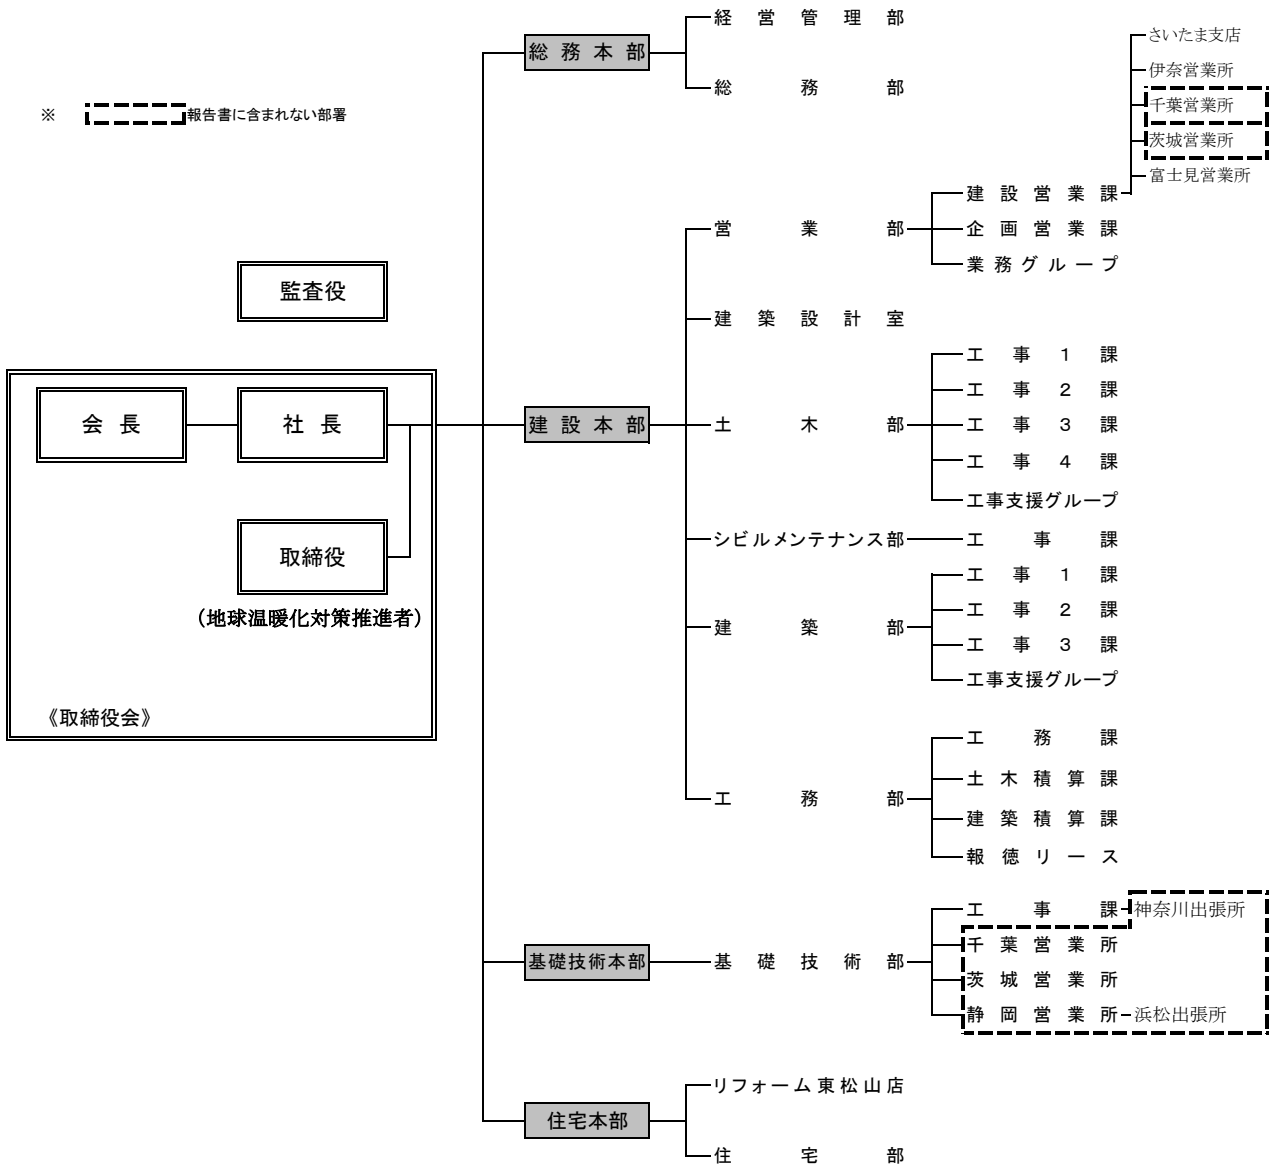 経営管理部
総務本部
総務部
※ 報告書に含まれない部署
さいたま支店
伊奈営業所
千葉営業所
茨城営業所
富士見営業所
建設営業課
営業部
企画営業課
業務グループ
監査役
建築設計室
会長
社長
建設本部
土木部
工事1課
工事2課
工事3課
工事4課
工事支援グループ
取締役
(地球温暖化対策推進者)
《取締役会》
シビルメンテナンス部
工事課
建築部
工事1課
工事2課
工事3課
工事支援グループ
工務部
工務課
土木積算課
建築積算課
報徳リース
基礎技術本部
基礎技術部
工事課
神奈川出張所
千葉営業所
茨城営業所
静岡営業所
浜松出張所
住宅本部
リフォーム東松山店
住宅部